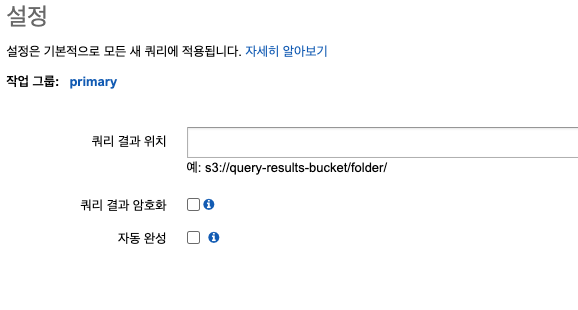 설정
설정은 기본적으로 모든 새 쿼리에 적용됩니다. 자세히 알아보기
작업 그룹: primary
쿼리 결과 위치
예: s3://query-results-bucket/folder/
쿼리 결과 암호화
자동 완성